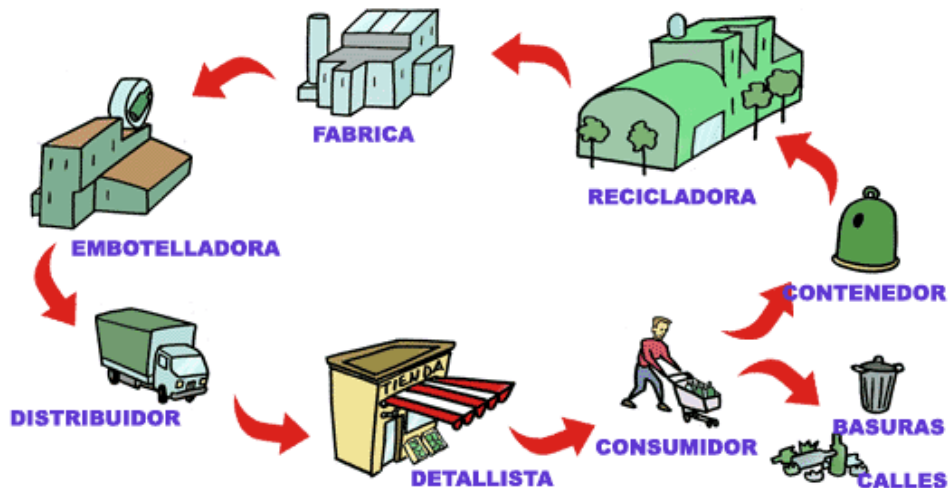 FABRICA
RECICLADORA
EMBOTELLADORA
CONTENEDOR
DISTRIBUIDOR
TIENDA
DETALLISTA
CONSUMIDOR
BASURAS
CALLES